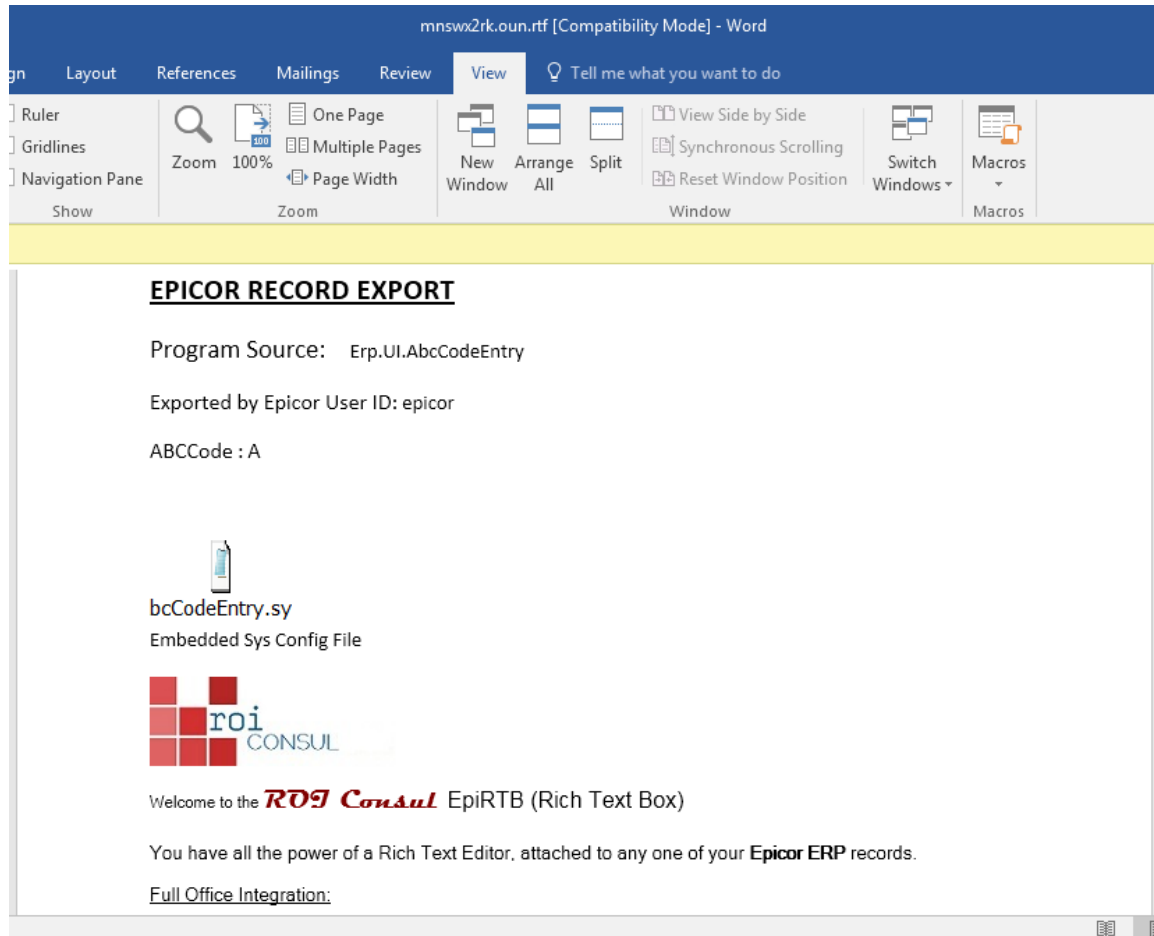 mnswx2rk.oun.rtf [Compatibility Mode] - Word
gn Layout References Mailings Review View Tell me what you want to do
Ruler
Gridlines
Navigation Pane
Show
Zoom 100%
100
One Page
Multiple Pages
Page Width
Zoom
New Window
Arrange All
Split
View Side by Side
Synchronous Scrolling
Reset Window Position
Switch Windows
Window
Macros
Macros
EPICOR RECORD EXPORT
Program Source: Erp.UI.AbcCodeEntry
Exported by Epicor User ID: epicor
ABCCode : A
bcCodeEntry.sy
Embedded Sys Config File
roi
CONSUL
Welcome to the ROI Consul EpiRTB (Rich Text Box)
You have all the power of a Rich Text Editor, attached to any one of your Epicor ERP records.
Full Office Integration: